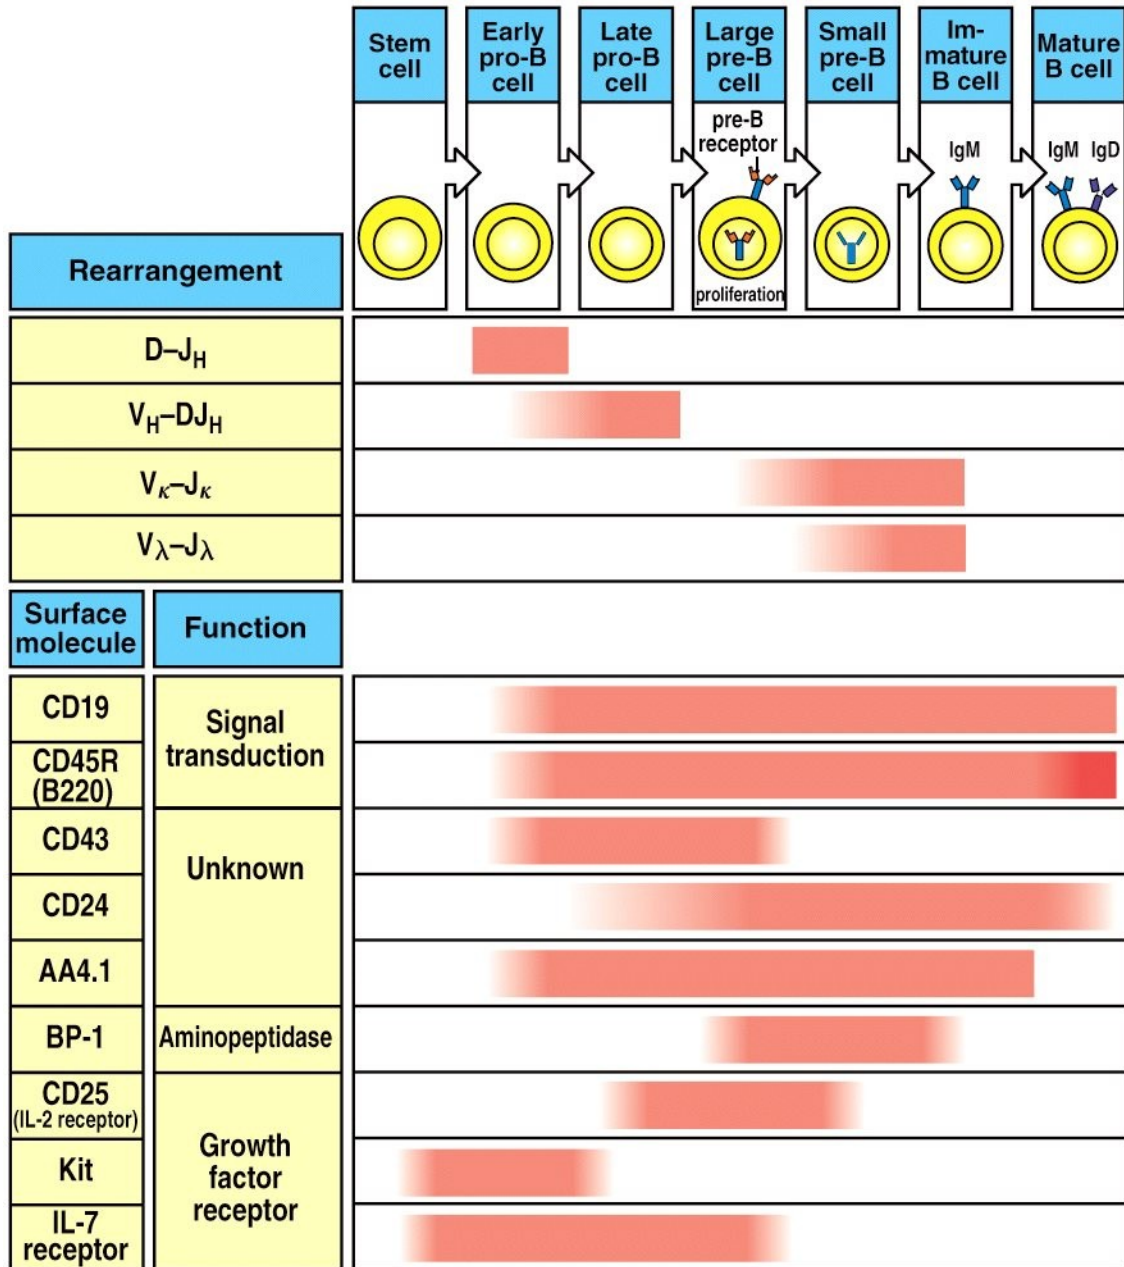 Stem
cell
Early
pro-B
cell
Late
pro-B
cell
Large
pre-B
cell
Small
pre-B
cell
Im-
mature
B cell
Mature
B cell
pre-B
receptor
IgM
IgM IgD
proliferation
Rearrangement
D–JH
VH–DJH
Vκ–Jκ
Vλ–Jλ
Surface
molecule
Function
CD19
Signal
transduction
CD45R
(B220)
CD43
Unknown
CD24
AA4.1
BP-1
Aminopeptidase
CD25
(IL-2 receptor)
Growth
factor
receptor
Kit
IL-7
receptor